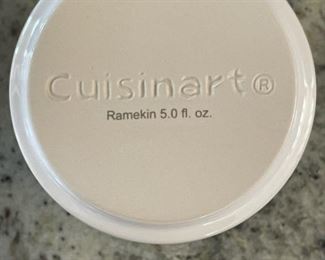 Cuisinart®
Ramekin 5.0 fl. oz.